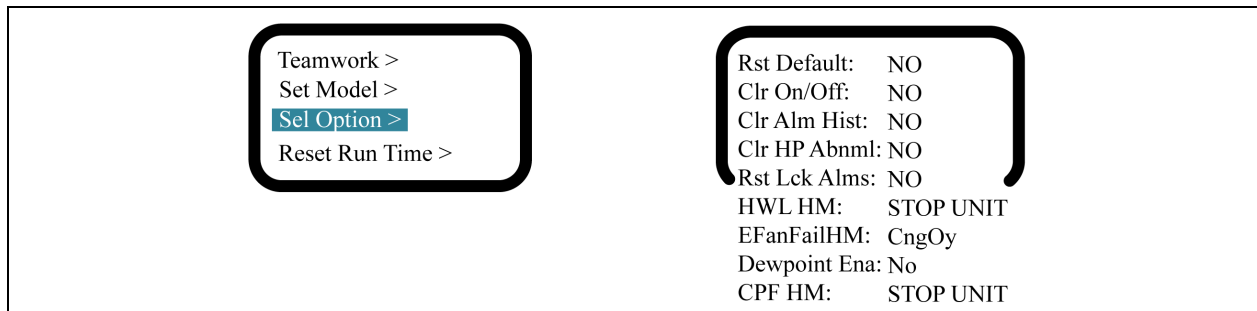 Teamwork >
Set Model >
Sel Option >
Reset Run Time >
Rst Default: NO
Clr On/Off: NO
Clr Alm Hist: NO
Clr HP Abnml: NO
Rst Lck Alms: NO
HWL HM: STOP UNIT
EFanFailHM: CngOy
Dewpoint Ena: No
CPF HM: STOP UNIT